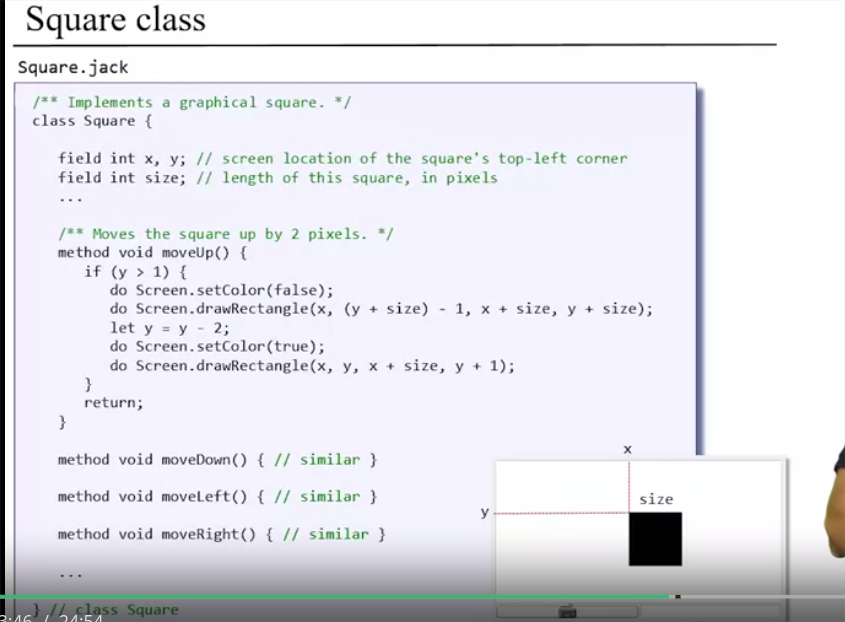 Square class
Square.jack
/** Implements a graphical square. */
class Square {
field int x, y; // screen location of the square's top-left corner
field int size; // length of this square, in pixels
...
/** Moves the square up by 2 pixels. */
method void moveUp() {
if (y > 1) {
do Screen.setColor(false);
do Screen.drawRectangle(x, (y + size) - 1, x + size, y + size);
let y = y - 2;
do Screen.setColor(true);
do Screen.drawRectangle(x, y, x + size, y + 1);
}
return;
}
method void moveDown() { // similar }
method void moveLeft() { // similar }
method void moveRight() { // similar }
...
} // class Square
x
size
y
3:46 / 24:54